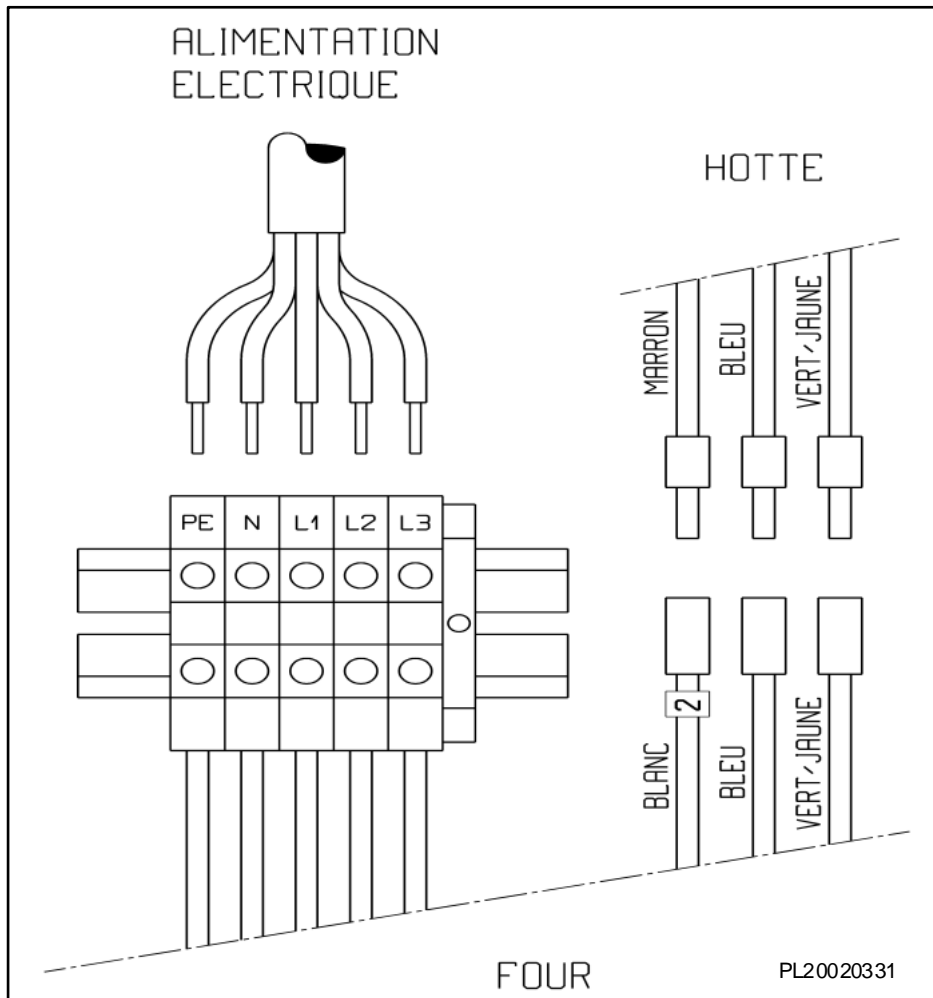 ALIMENTATION
ELECTRIQUE
HOTTE
MARRON
BLEU
VERT/JAUNE
PE N L1 L2 L3
2
BLANC
BLEU
VERT/JAUNE
FOUR
PL20020331